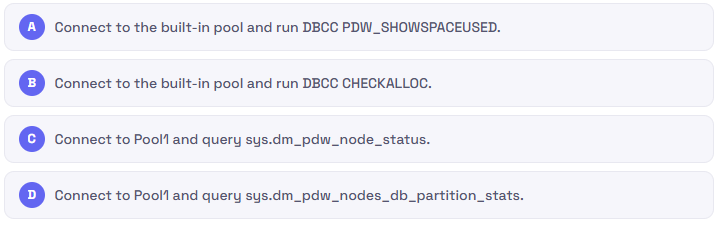 A Connect to the built-in pool and run DBCC PDW_SHOWSPACEUSED.
B Connect to the built-in pool and run DBCC CHECKALLOC.
C Connect to Pool1 and query sys.dm_pdw_node_status.
D Connect to Pool1 and query sys.dm_pdw_nodes_db_partition_stats.